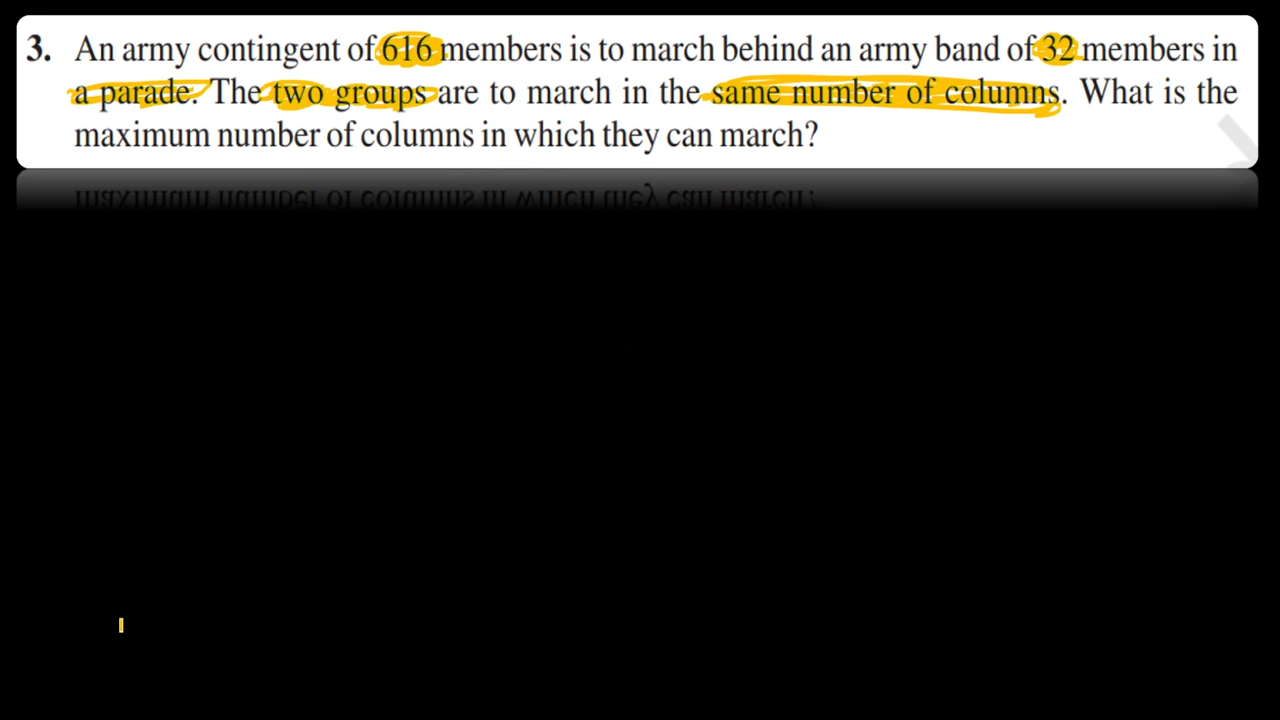 3. An army contingent of 616 members is to march behind an army band of 32 members in
a parade. The two groups are to march in the same number of columns. What is the
maximum number of columns in which they can march?